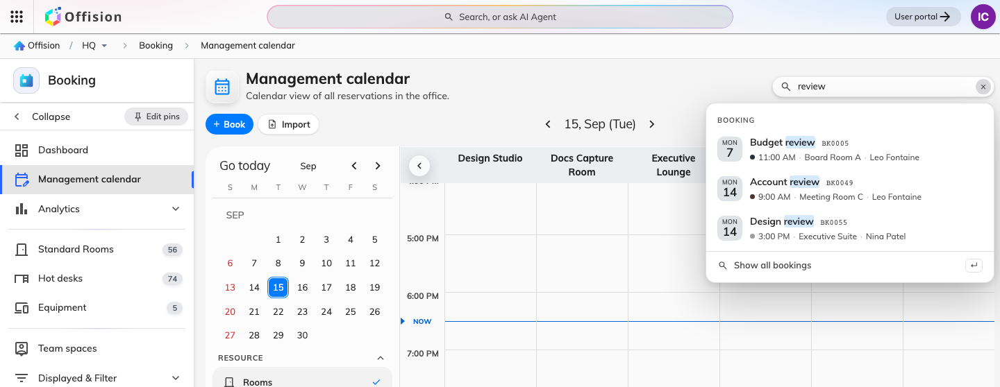 Offision
Search, or ask AI Agent
User portal
IC
Offision / HQ
Booking
Management calendar
Booking
Collapse
Edit pins
Dashboard
Management calendar
Analytics
Standard Rooms 56
Hot desks 74
Equipment 5
Team spaces
Displayed & Filter
Management calendar
Calendar view of all reservations in the office.
+ Book
Import
15, Sep (Tue)
review
Go today
Sep
S M T W T F S
SEP
1 2 3 4 5
6 7 8 9 10 11 12
13 14 15 16 17 18 19
20 21 22 23 24 25 26
27 28 29 30
RESOURCE
Rooms
Design Studio
Docs Capture
Room
Executive
Lounge
5:00 PM
6:00 PM
NOW
7:00 PM
BOOKING
MON
7
Budget review BK0005
11:00 AM · Board Room A · Leo Fontaine
MON
14
Account review BK0049
9:00 AM · Meeting Room C · Leo Fontaine
MON
14
Design review BK0055
3:00 PM · Executive Suite · Nina Patel
Show all bookings